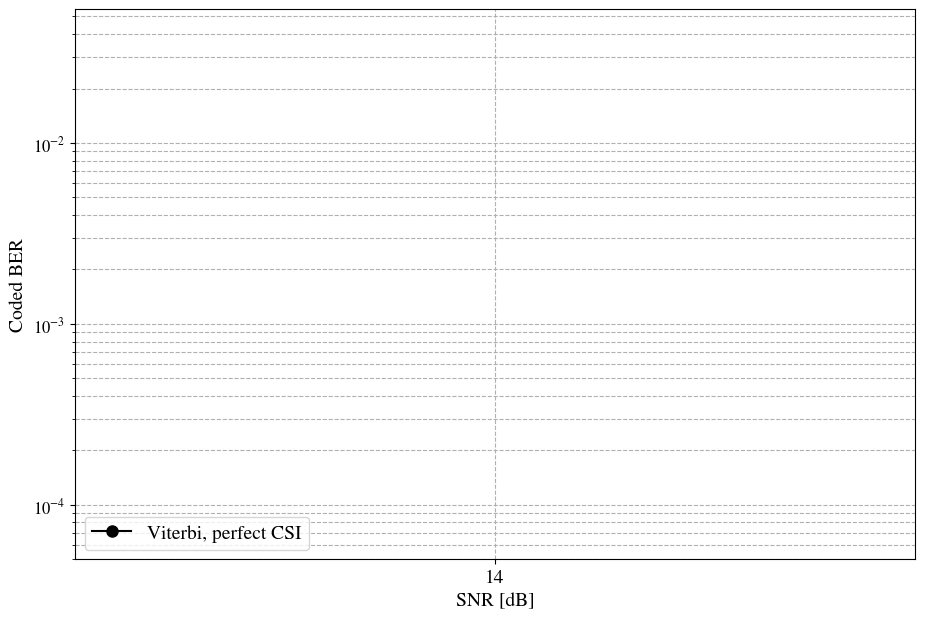 10⁻²
Coded BER
10⁻³
10⁻⁴
Viterbi, perfect CSI
14
SNR [dB]